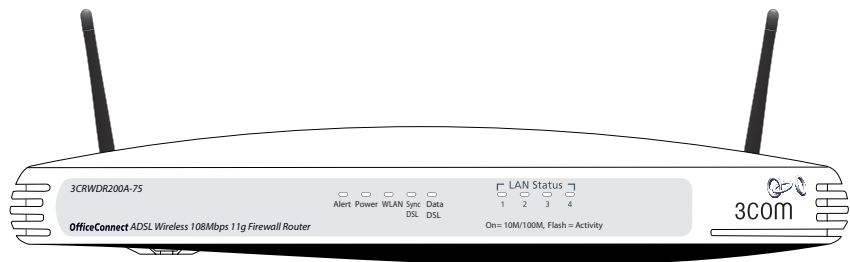 3CRWDR200A-75
LAN Status
1 2 3 4
Alert Power WLAN Sync DSL Data DSL
3COM
OfficeConnect ADSL Wireless 108Mbps 11g Firewall Router
On= 10M/100M, Flash = Activity